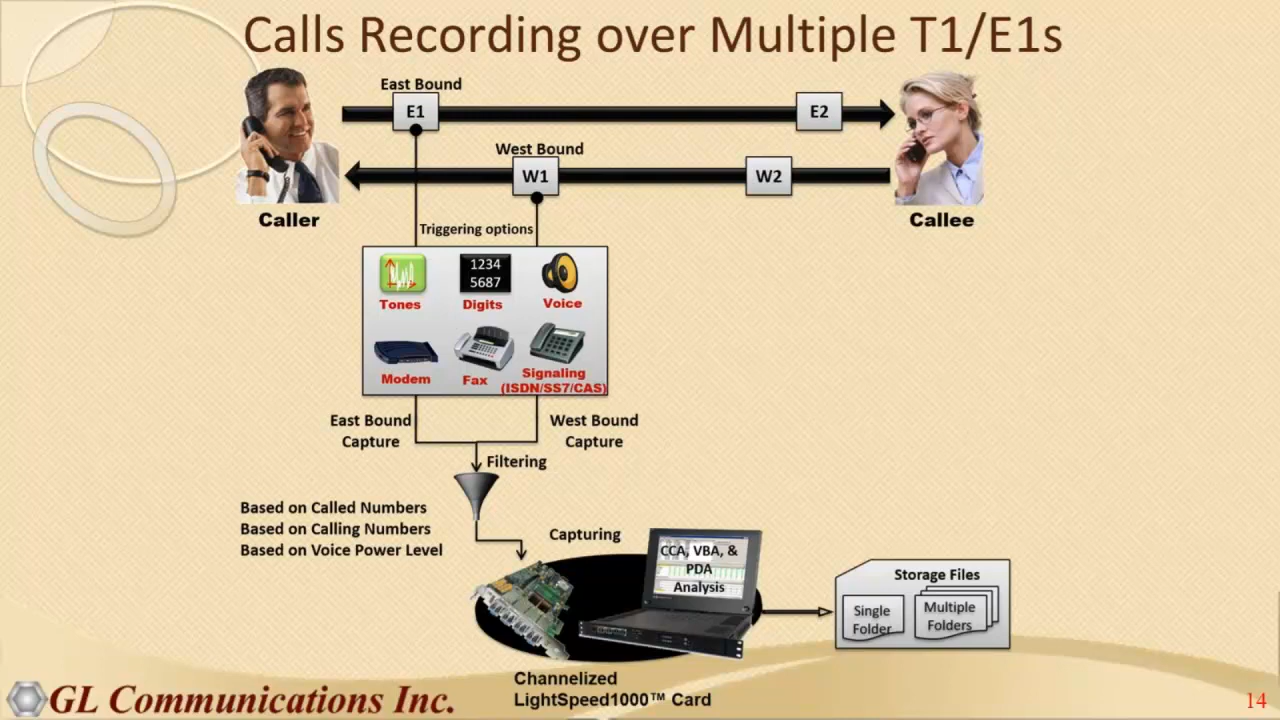 Calls Recording over Multiple T1/E1s
East Bound
E1
E2
West Bound
W1
W2
Caller
Callee
Triggering options
Tones
1234
5687
Digits
Voice
Modem
Fax
Signaling
(ISDN/SS7/CAS)
East Bound
Capture
West Bound
Capture
Filtering
Based on Called Numbers
Based on Calling Numbers
Based on Voice Power Level
Capturing
CCA, VBA, &
PDA
Analysis
Storage Files
Single
Folder
Multiple
Folders
Channelized
LightSpeed1000™ Card
GL Communications Inc.
14